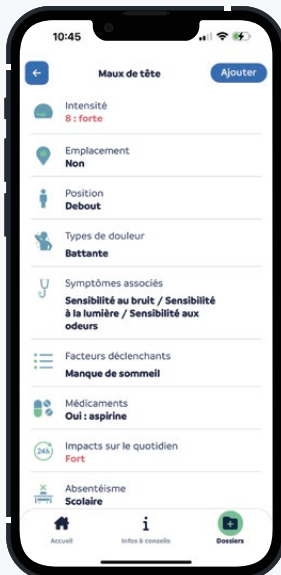 10:45
Maux de tête
Ajouter
Intensité
8 : forte
Emplacement
Non
Position
Debout
Types de douleur
Battante
Symptômes associés
Sensibilité au bruit / Sensibilité
à la lumière / Sensibilité aux
odeurs
Facteurs déclenchants
Manque de sommeil
Médicaments
Oui : aspirine
24h
Impacts sur le quotidien
Fort
Absentéisme
Scolaire
Accueil
Infos & conseils
Dossiers